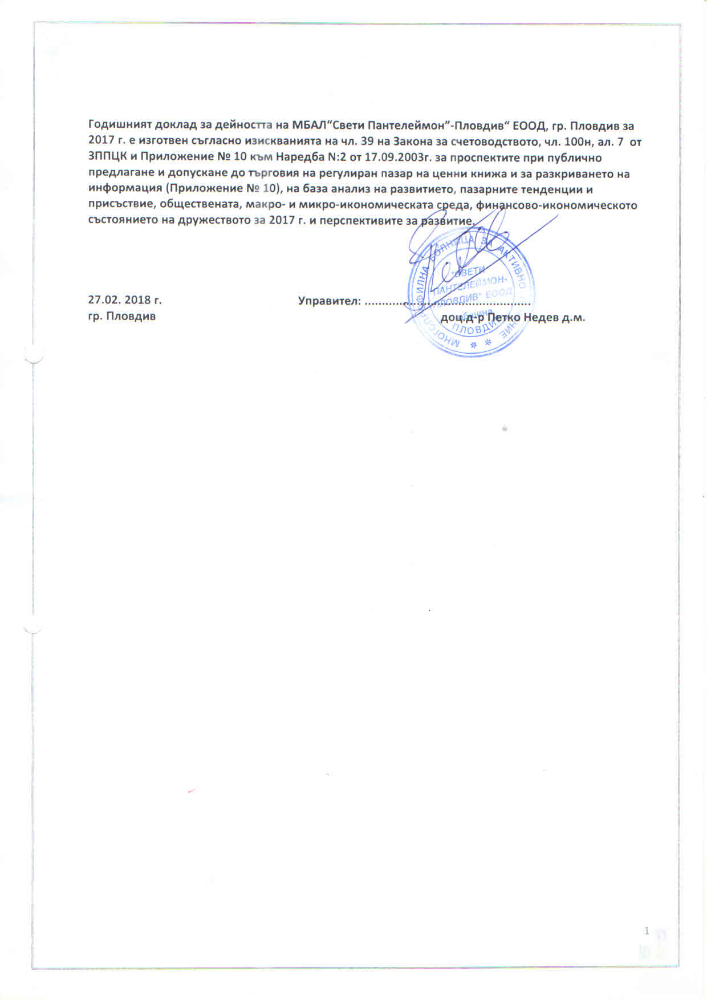 Годишният доклад за дейността на МБАЛ“Свети Пантелеймон”-Пловдив“ ЕООД, гр. Пловдив за
2017 г. е изготвен съгласно изискванията на чл. 39 на Закона за счетоводството, чл. 100н, ал. 7 от
ЗППЦК и Приложение № 10 към Наредба N:2 от 17.09.2003г. за проспектите при публично
предлагане и допускане до търговия на регулиран пазар на ценни книжа и за разкриването на
информация (Приложение № 10), на база анализ на развитието, пазарните тенденции и
присъствие, обществената, макро- и микро-икономическата среда, финансово-икономическото
състоянието на дружеството за 2017 г. и перспективите за развитие.
27.02. 2018 г. Управител: ................................................
гр. Пловдив доц.д-р Петко Недев д.м.
БОЛНИЦА ЗА АКТИВНО
"СВЕТИ
ПАНТЕЛЕЙМОН-
ПЛОВДИВ" ЕООД
община
ПЛОВДИВ
1